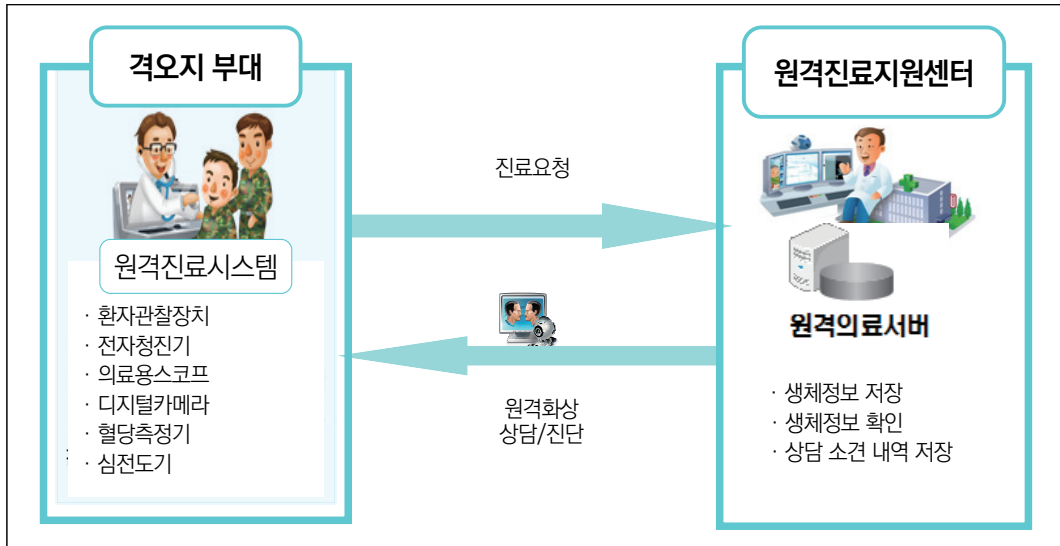 격오지 부대
원격진료시스템
· 환자관찰장치
· 전자청진기
· 의료용스코프
· 디지털카메라
· 혈당측정기
· 심전도기
진료요청
원격화상
상담/진단
원격진료지원센터
원격의료서버
· 생체정보 저장
· 생체정보 확인
· 상담 소견 내역 저장